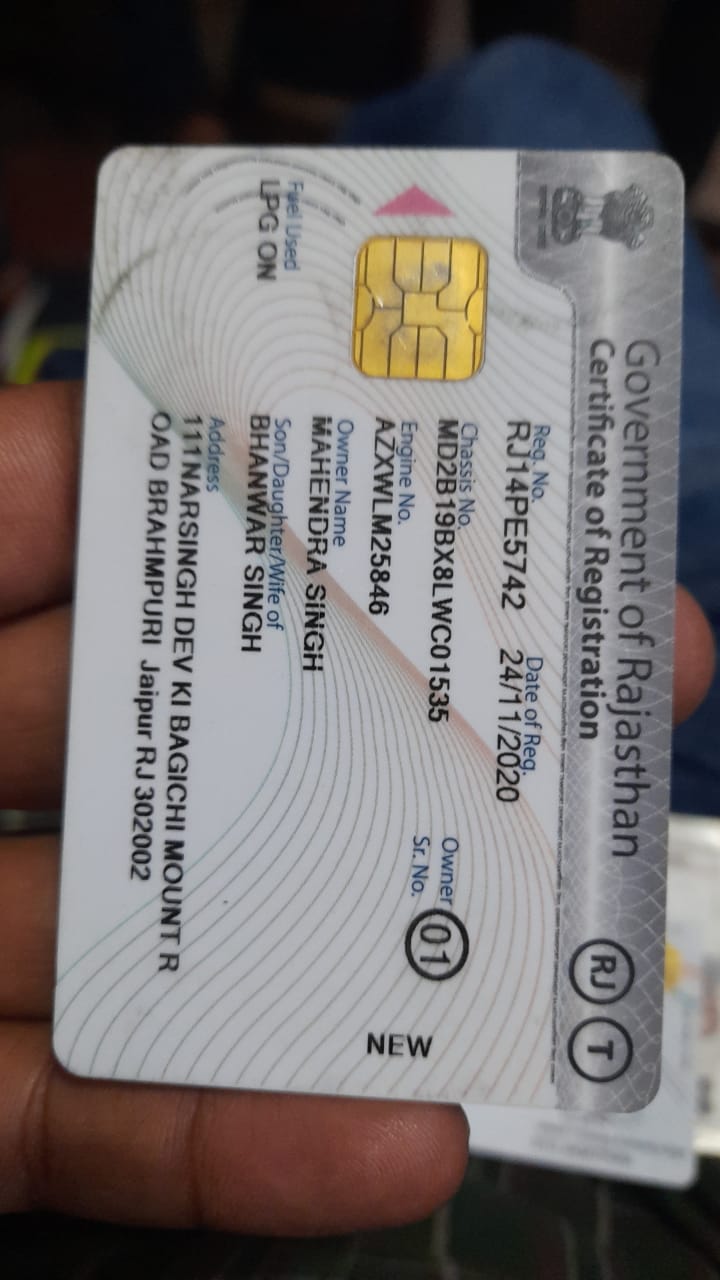 Government of Rajasthan
Certificate of Registration
RJ T
Reg. No. Date of Reg.
RJ14PE5742 24/11/2020
Chassis No. Owner
MD2B19BX8LWC01535 Sr. No. 01
Engine No.
AZXWLM25846
NEW
Owner Name
MAHENDRA SINGH
Fuel Used
LPG ON
Son/Daughter/Wife of
BHANWAR SINGH
Address
111NARSINGH DEV KI BAGICHI MOUNT R
OAD BRAHMPURI Jaipur RJ 302002